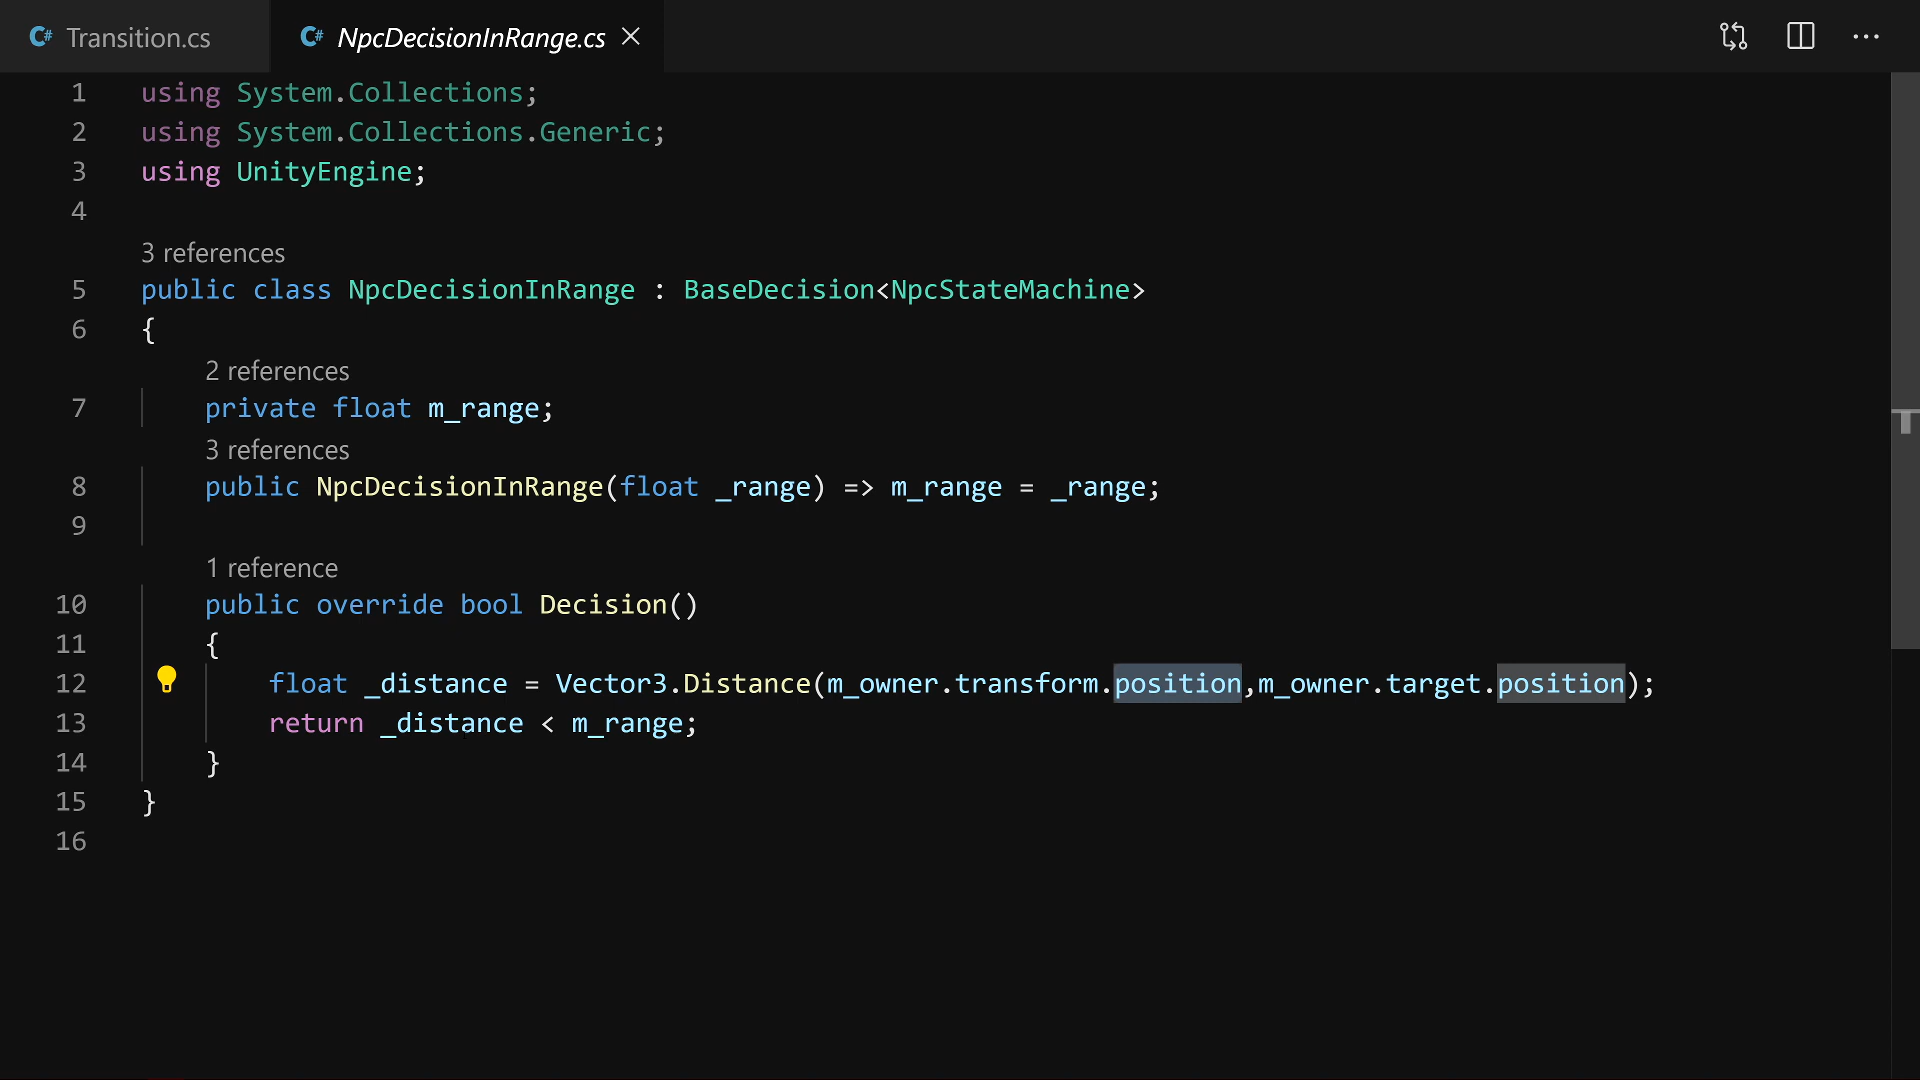 C# Transition.cs C# NpcDecisionInRange.cs
1 using System.Collections;
2 using System.Collections.Generic;
3 using UnityEngine;
4
3 references
5 public class NpcDecisionInRange : BaseDecision<NpcStateMachine>
6 {
2 references
7 private float m_range;
3 references
8 public NpcDecisionInRange(float _range) => m_range = _range;
9
1 reference
10 public override bool Decision()
11 {
12 float _distance = Vector3.Distance(m_owner.transform.position,m_owner.target.position);
13 return _distance < m_range;
14 }
15 }
16